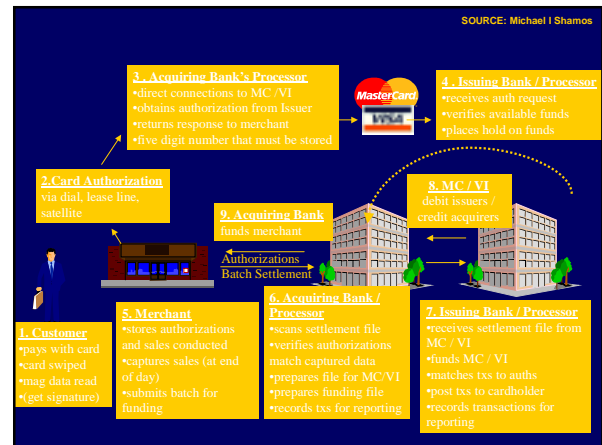 SOURCE: Michael I Shamos
3 . Acquiring Bank's Processor
•direct connections to MC /VI
•obtains authorization from Issuer
•returns response to merchant
•five digit number that must be stored
MasterCard
VISA
4 . Issuing Bank / Processor
•receives auth request
•verifies available funds
•places hold on funds
2.Card Authorization
via dial, lease line,
satellite
8. MC / VI
debit issuers /
credit acquirers
9. Acquiring Bank
funds merchant
Authorizations
Batch Settlement
1. Customer
•pays with card
•card swiped
•mag data read
•(get signature)
5. Merchant
•stores authorizations
and sales conducted
•captures sales (at end
of day)
•submits batch for
funding
6. Acquiring Bank /
Processor
•scans settlement file
•verifies authorizations
match captured data
•prepares file for MC/VI
•prepares funding file
•records txs for reporting
7. Issuing Bank / Processor
•receives settlement file from
MC / VI
•funds MC / VI
•matches txs to auths
•post txs to cardholder
•records transactions for
reporting